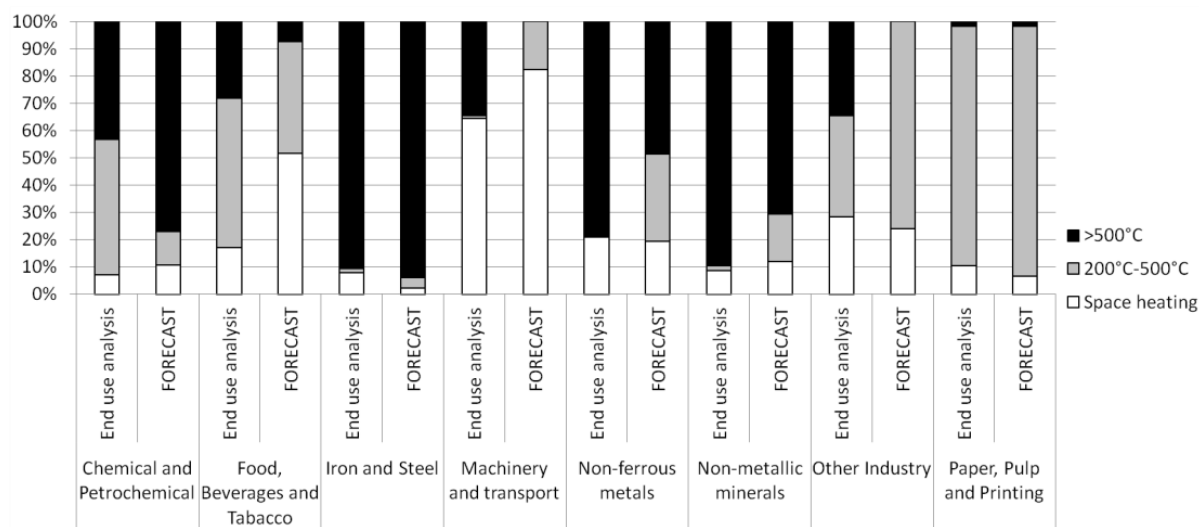 100%
90%
80%
70%
60%
50%
40%
30%
20%
10%
0%
>500°C
200°C-500°C
Space heating
End use analysis
FORECAST
End use analysis
FORECAST
End use analysis
FORECAST
End use analysis
FORECAST
End use analysis
FORECAST
End use analysis
FORECAST
End use analysis
FORECAST
End use analysis
FORECAST
Chemical and
Petrochemical
Food,
Beverages and
Tabacco
Iron and Steel
Machinery
and transport
Non-ferrous
metals
Non-metallic
minerals
Other Industry
Paper, Pulp
and Printing